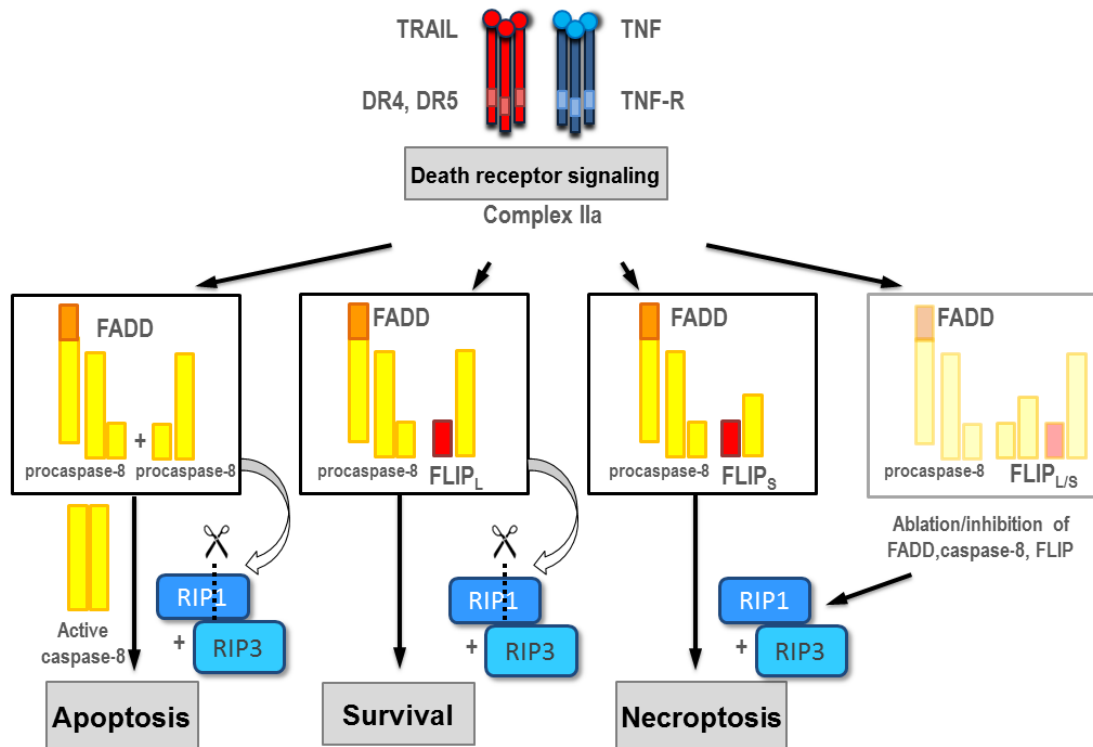 TRAIL
TNF
DR4, DR5
TNF-R
Death receptor signaling
Complex IIa
FADD
procaspase-8
+
procaspase-8
FADD
procaspase-8
FLIPL
FADD
procaspase-8
FLIPS
FADD
procaspase-8
FLIPL/S
Ablation/inhibition of
FADD,caspase-8, FLIP
Active
caspase-8
RIP1
+
RIP3
RIP1
+
RIP3
RIP1
+
RIP3
Apoptosis
Survival
Necroptosis